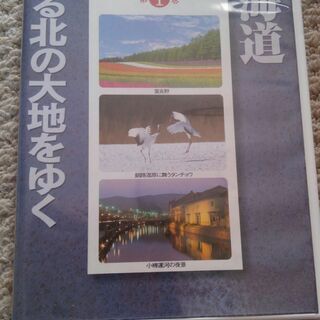 海道
る北の大地をゆく
第1巻
富良野
釧路湿原に舞うタンチョウ
小樽運河の夜景